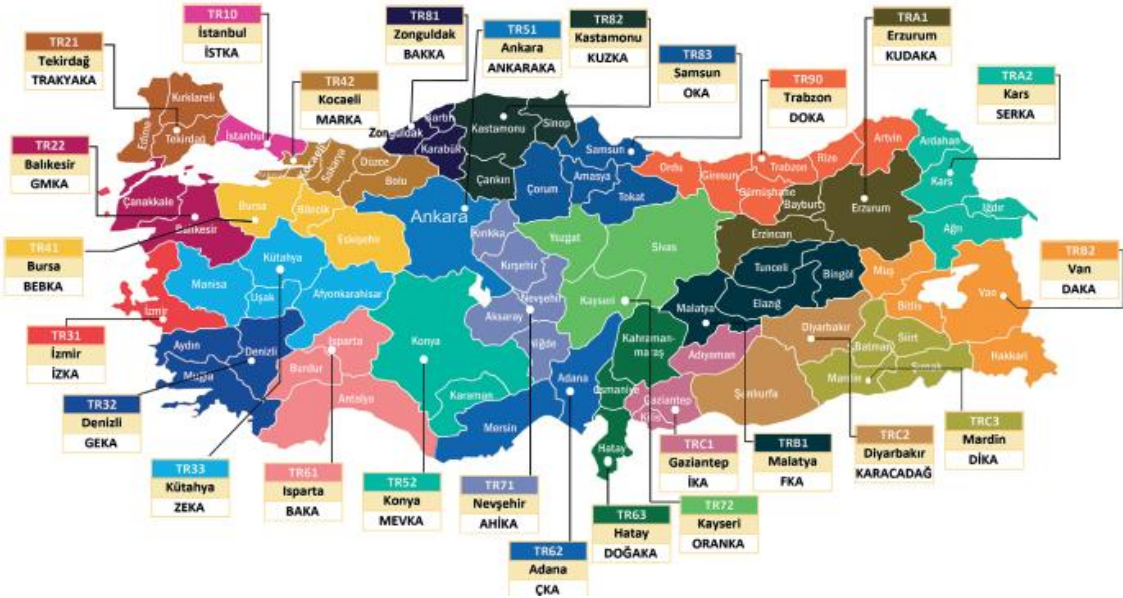 TR10
İstanbul
İSTKA
TR81
Zonguldak
BAKKA
TR51
Ankara
ANKARAKA
TR82
Kastamonu
KUZKA
TRA1
Erzurum
KUDAKA
TR21
Tekirdağ
TRAKYAKA
TR42
Kocaeli
MARKA
TR83
Samsun
OKA
TR90
Trabzon
DOKA
TRA2
Kars
SERKA
TR22
Balıkesir
GMKA
TR41
Bursa
BEBKA
TRB2
Van
DAKA
TR31
İzmir
İZKA
TR32
Denizli
GEKA
TR33
Kütahya
ZEKA
TR61
Isparta
BAKA
TR52
Konya
MEVKA
TR71
Nevşehir
AHİKA
TR62
Adana
ÇKA
TR63
Hatay
DOĞAKA
TR72
Kayseri
ORANKA
TRC1
Gaziantep
İKA
TRB1
Malatya
FKA
TRC2
Diyarbakır
KARACADAĞ
TRC3
Mardin
DİKA
Kırklareli
Edirne
Tekirdağ
İstanbul
Kocaeli
Sakarya
Düzce
Bolu
Zonguldak
Bartın
Karabük
Kastamonu
Sinop
Çankırı
Samsun
Amasya
Çorum
Tokat
Ordu
Giresun
Trabzon
Rize
Artvin
Gümüşhane
Bayburt
Erzurum
Erzincan
Ardahan
Kars
Iğdır
Ağrı
Çanakkale
Balıkesir
Bursa
Bilecik
Eskişehir
Ankara
Kırıkka
Kırşehir
Yozgat
Sivas
Kayseri
Nevşehir
Aksaray
Niğde
Tunceli
Bingöl
Elazığ
Malatya
Muş
Bitlis
Van
Hakkari
İzmir
Manisa
Kütahya
Uşak
Afyonkarahisar
Aydın
Denizli
Muğla
Isparta
Burdur
Antalya
Konya
Karaman
Mersin
Adana
Osmaniye
Kahraman-
maraş
Hatay
Adıyaman
Gaziantep
Kilis
Şanlıurfa
Diyarbakır
Batman
Siirt
Mardin
Şırnak